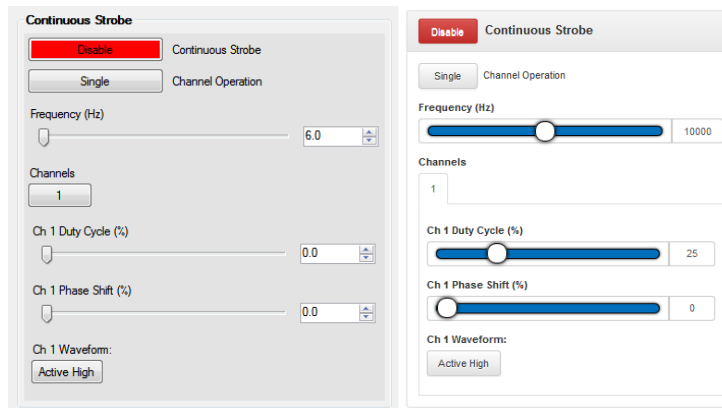 Continuous Strobe
Disable Continuous Strobe
Single Channel Operation
Frequency (Hz)
6.0
Channels
1
Ch 1 Duty Cycle (%)
0.0
Ch 1 Phase Shift (%)
0.0
Ch 1 Waveform:
Active High
Disable Continuous Strobe
Single Channel Operation
Frequency (Hz)
10000
Channels
1
Ch 1 Duty Cycle (%)
25
Ch 1 Phase Shift (%)
0
Ch 1 Waveform:
Active High